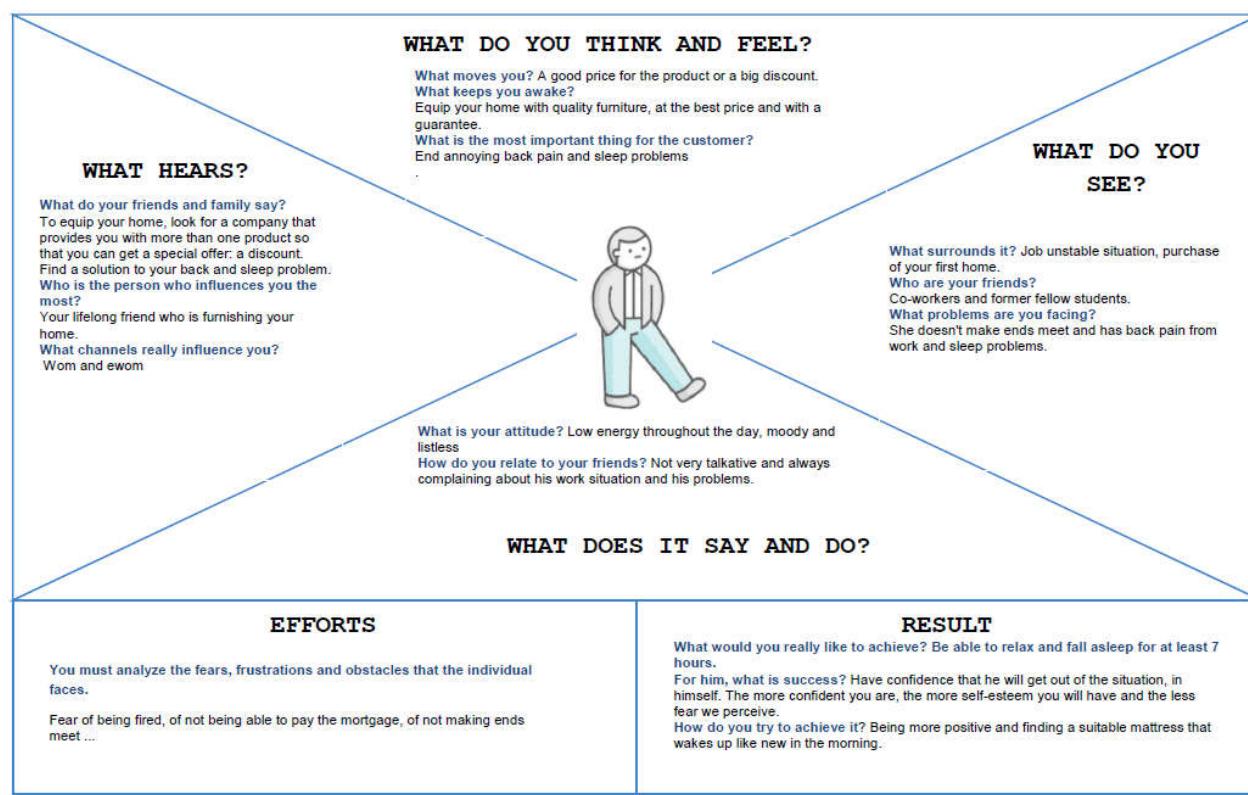 WHAT DO YOU THINK AND FEEL?
What moves you? A good price for the product or a big discount.
What keeps you awake?
Equip your home with quality furniture, at the best price and with a
guarantee.
What is the most important thing for the customer?
End annoying back pain and sleep problems
.
WHAT HEARS?
What do your friends and family say?
To equip your home, look for a company that
provides you with more than one product so
that you can get a special offer: a discount.
Find a solution to your back and sleep problem.
Who is the person who influences you the
most?
Your lifelong friend who is furnishing your
home.
What channels really influence you?
Wom and ewom
WHAT DO YOU
SEE?
What surrounds it? Job unstable situation, purchase
of your first home.
Who are your friends?
Co-workers and former fellow students.
What problems are you facing?
She doesn't make ends meet and has back pain from
work and sleep problems.
What is your attitude? Low energy throughout the day, moody and
listless
How do you relate to your friends? Not very talkative and always
complaining about his work situation and his problems.
WHAT DOES IT SAY AND DO?
EFFORTS
You must analyze the fears, frustrations and obstacles that the individual
faces.
Fear of being fired, of not being able to pay the mortgage, of not making ends
meet ...
RESULT
What would you really like to achieve? Be able to relax and fall asleep for at least 7
hours.
For him, what is success? Have confidence that he will get out of the situation, in
himself. The more confident you are, the more self-esteem you will have and the less
fear we perceive.
How do you try to achieve it? Being more positive and finding a suitable mattress that
wakes up like new in the morning.